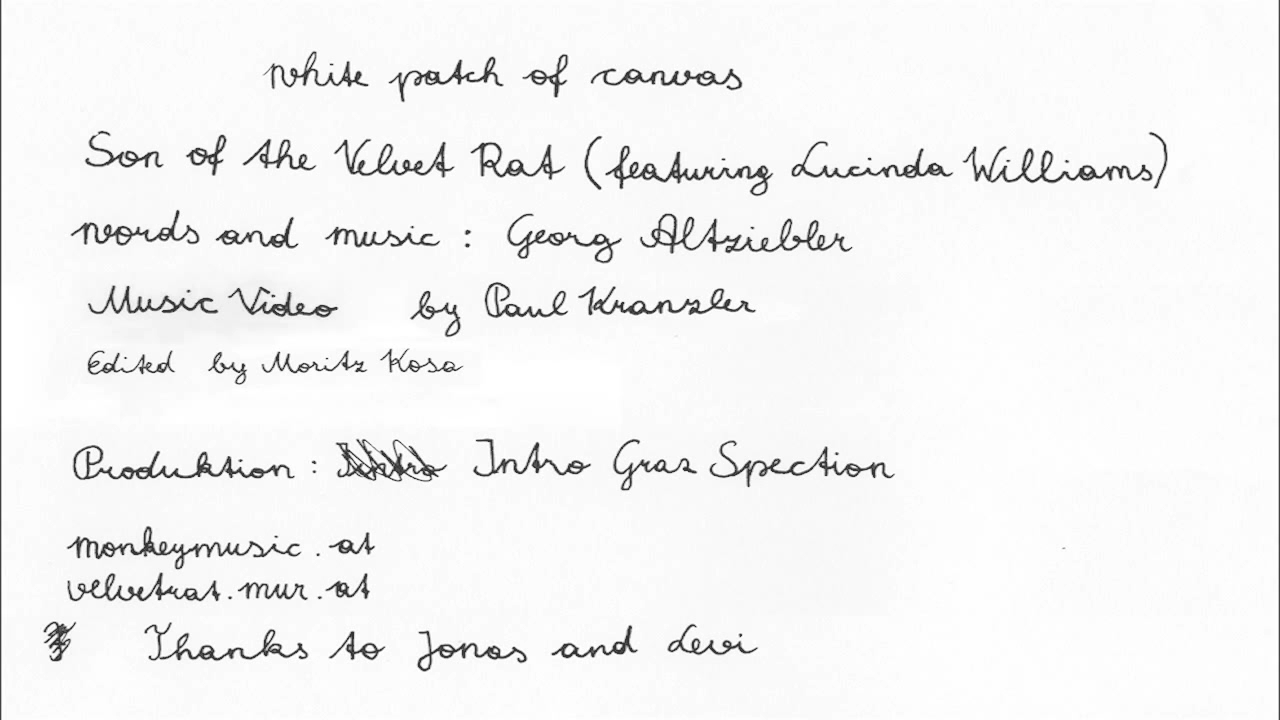 white patch of canvas
Son of the Velvet Rat (featuring Lucinda Williams)
words and music : Georg Altziebler
Music Video by Paul Kranzler
Edited by Moritz Kosa
Produktion : Intro Intro Graz Spection
monkeymusic.at
velvetrat.mur.at
Thanks to Jonas and Levi